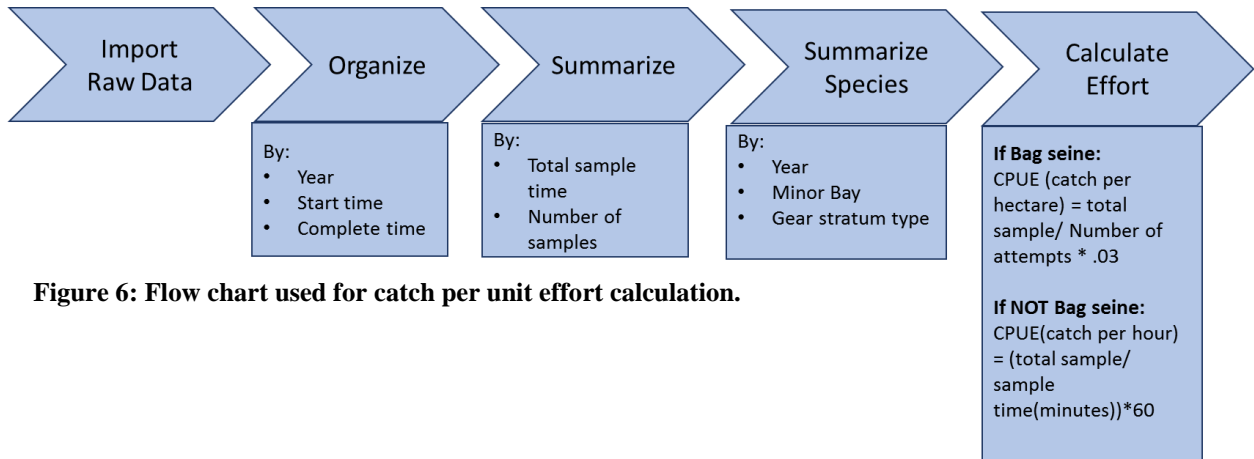 Import
Raw Data
Organize
By:
• Year
• Start time
• Complete time
Summarize
By:
• Total sample
time
• Number of
samples
Summarize
Species
By:
• Year
• Minor Bay
• Gear stratum type
Calculate
Effort
If Bag seine:
CPUE (catch per
hectare) = total
sample/ Number of
attempts * .03
If NOT Bag seine:
CPUE(catch per hour)
= (total sample/
sample
time(minutes))*60
Figure 6: Flow chart used for catch per unit effort calculation.